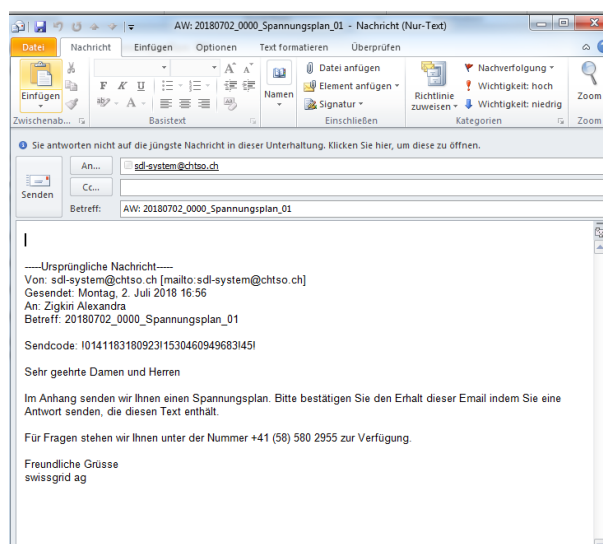 AW: 20180702_0000_Spannungsplan_01 - Nachricht (Nur-Text)
Datei Nachricht Einfügen Optionen Text formatieren Überprüfen
Einfügen
Zwischenab...
F K U
A A
Basistext
Namen
Datei anfügen
Element anfügen
Signatur
Einschließen
Richtlinie
zuweisen
Nachverfolgung
Wichtigkeit: hoch
Wichtigkeit: niedrig
Kategorien
Zoom
Zoom
Sie antworten nicht auf die jüngste Nachricht in dieser Unterhaltung. Klicken Sie hier, um diese zu öffnen.
Senden
An... sdl-system@chtso.ch
Cc...
Betreff: AW: 20180702_0000_Spannungsplan_01
-----Ursprüngliche Nachricht-----
Von: sdl-system@chtso.ch [mailto:sdl-system@chtso.ch]
Gesendet: Montag, 2. Juli 2018 16:56
An: Zigkiri Alexandra
Betreff: 20180702_0000_Spannungsplan_01
Sendcode: !0141183180923!1530460949683!45!
Sehr geehrte Damen und Herren
Im Anhang senden wir Ihnen einen Spannungsplan. Bitte bestätigen Sie den Erhalt dieser Email indem Sie eine
Antwort senden, die diesen Text enthält.
Für Fragen stehen wir Ihnen unter der Nummer +41 (58) 580 2955 zur Verfügung.
Freundliche Grüsse
swissgrid ag